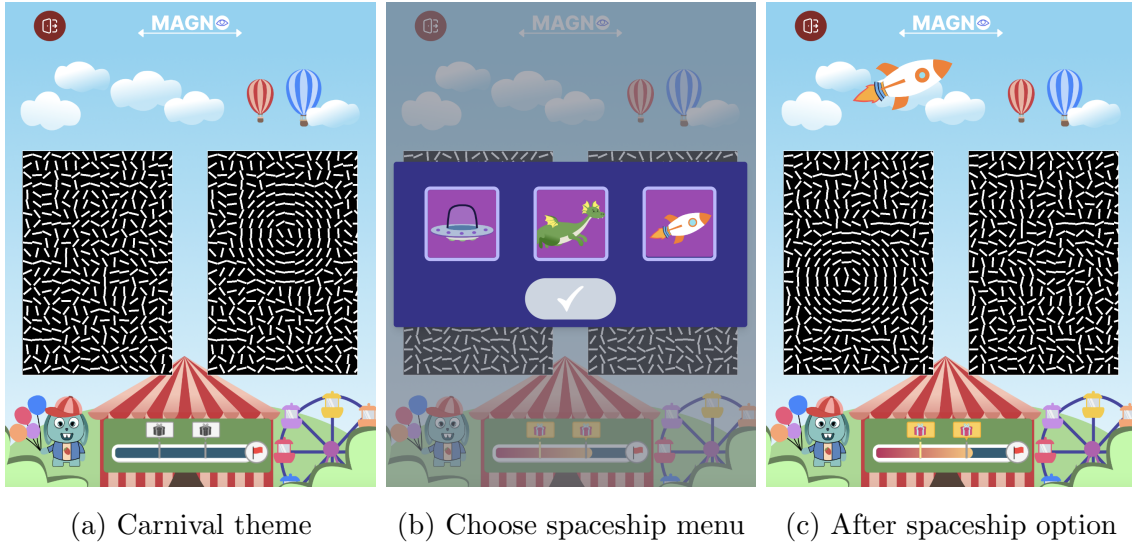 MAGNO
MAGNO
MAGNO
(a) Carnival theme
(b) Choose spaceship menu
(c) After spaceship option